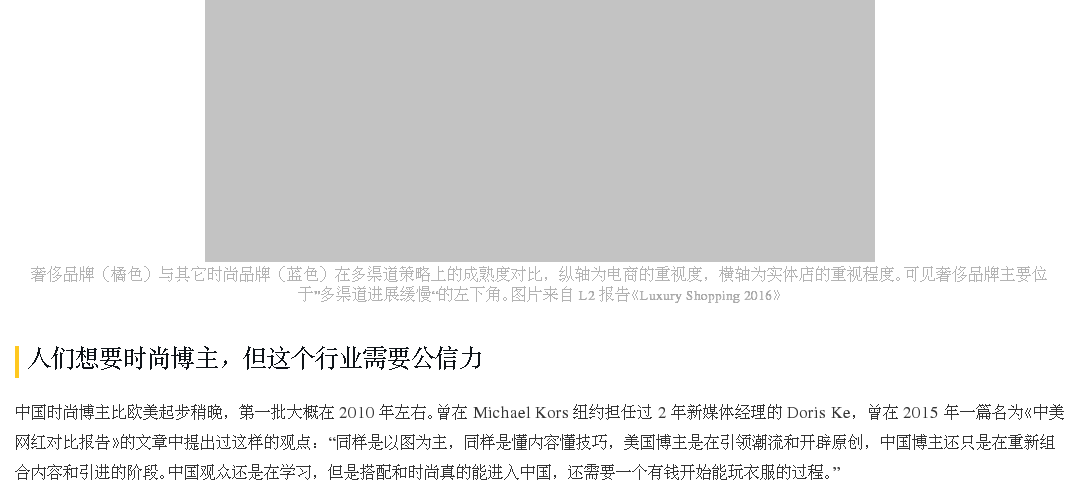 奢侈品牌（橘色）与其它时尚品牌（蓝色）在多渠道策略上的成熟度对比，纵轴为电商的重视度，横轴为实体店的重视程度。可见奢侈品牌主要位
于”多渠道进展缓慢“的左下角。图片来自 L2 报告《Luxury Shopping 2016》
人们想要时尚博主，但这个行业需要公信力
中国时尚博主比欧美起步稍晚，第一批大概在 2010 年左右。曾在 Michael Kors 纽约担任过 2 年新媒体经理的 Doris Ke，曾在 2015 年一篇名为《中美
网红对比报告》的文章中提出过这样的观点：“同样是以图为主，同样是懂内容懂技巧，美国博主是在引领潮流和开辟原创，中国博主还只是在重新组
合内容和引进的阶段。中国观众还是在学习，但是搭配和时尚真的能进入中国，还需要一个有钱开始能玩衣服的过程。”